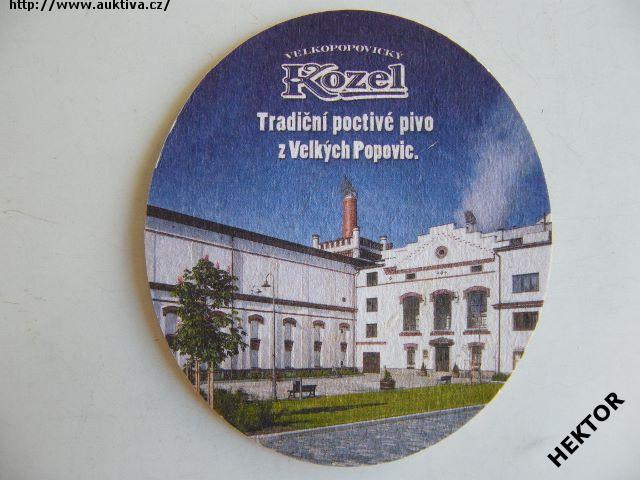 http://www.auktiva.cz/
VELKOPOPOVICKÝ
Kozel
Tradiční poctivé pivo
z Velkých Popovic.
HEKTOR